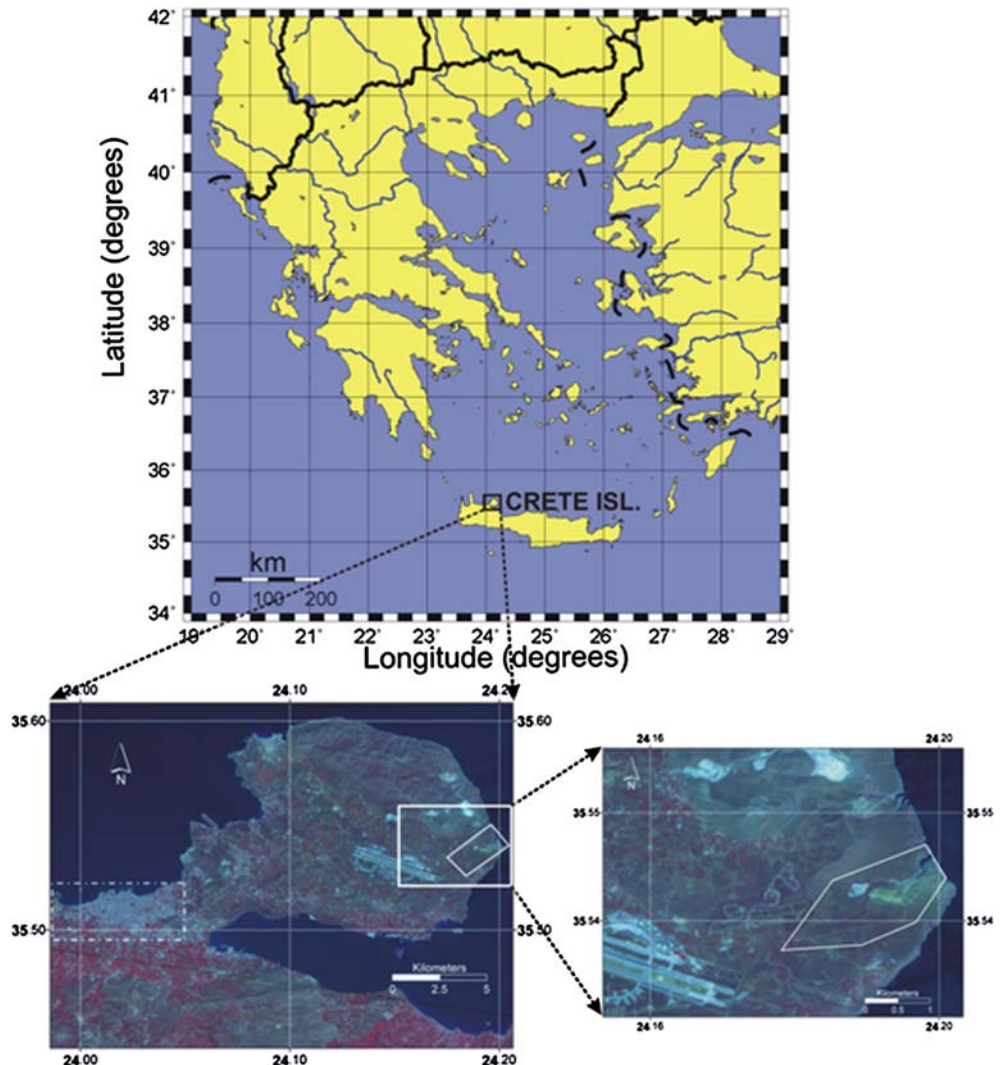 42°
41°
40°
39°
38°
37°
36°
35°
34°
Latitude (degrees)
CRETE ISL.
km
0 100 200
19° 20° 21° 22° 23° 24° 25° 26° 27° 28° 29°
Longitude (degrees)
24.00 24.10 24.20
35.60 35.60
N
35.50 35.50
Kilometers
0 2.5 5
24.00 24.10 24.20
24.16 24.20
N
35.55 35.55
35.54 35.54
Kilometers
0 0.5 1
24.16 24.20